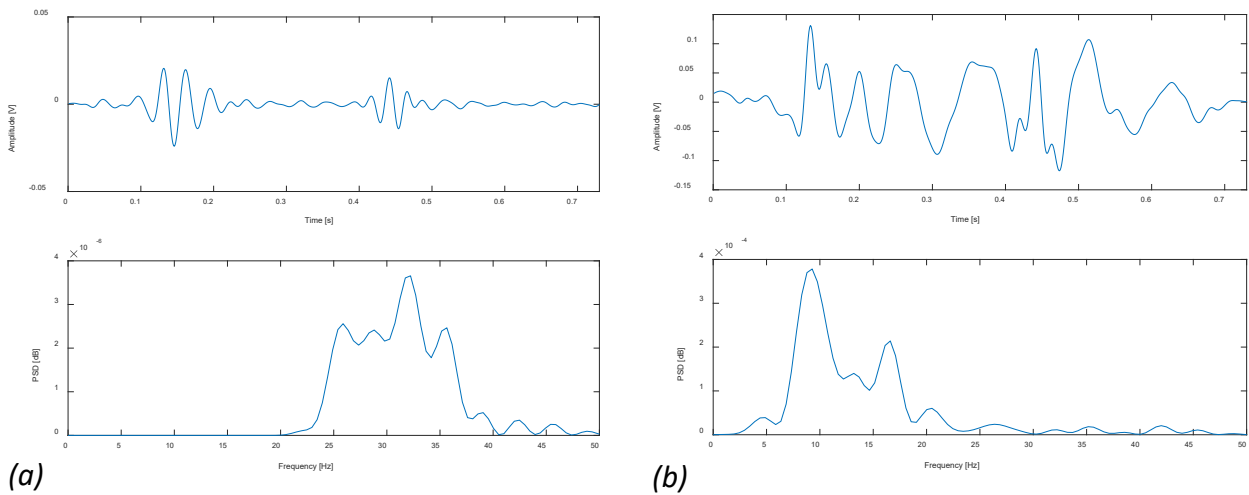 0.05
0
-0.05
Amplitude [V]
0 0.1 0.2 0.3 0.4 0.5 0.6 0.7
Time [s]
× 10 -6
4
3
2
1
0
PSD [dB]
0 5 10 15 20 25 30 35 40 45 50
Frequency [Hz]
(a)
0.1
0.05
0
-0.05
-0.1
-0.15
Amplitude [V]
0 0.1 0.2 0.3 0.4 0.5 0.6 0.7
Time [s]
× 10 -4
4
3
2
1
0
PSD [dB]
0 5 10 15 20 25 30 35 40 45 50
Frequency [Hz]
(b)